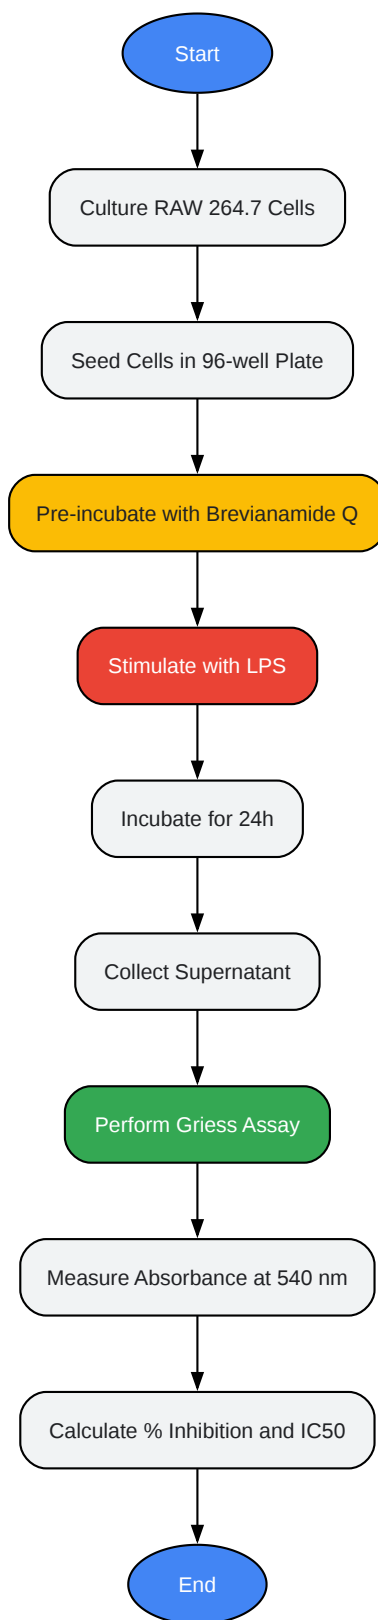 Start
Culture RAW 264.7 Cells
Seed Cells in 96-well Plate
Pre-incubate with Brevianamide Q
Stimulate with LPS
Incubate for 24h
Collect Supernatant
Perform Griess Assay
Measure Absorbance at 540 nm
Calculate % Inhibition and IC50
End